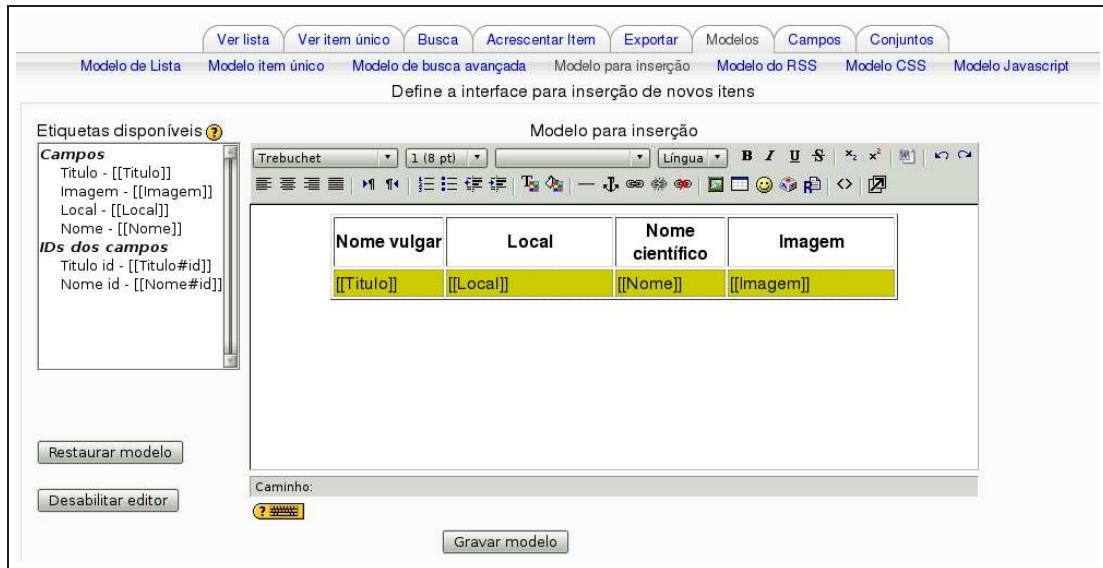 Ver lista Ver item único Busca Acrescentar Item Exportar Modelos Campos Conjuntos
Modelo de Lista Modelo item único Modelo de busca avançada Modelo para inserção Modelo do RSS Modelo CSS Modelo Javascript
Define a interface para inserção de novos itens
Etiquetas disponíveis ?
Campos
Titulo - [[Titulo]]
Imagem - [[Imagem]]
Local - [[Local]]
Nome - [[Nome]]
IDs dos campos
Titulo id - [[Titulo#id]]
Nome id - [[Nome#id]]
Restaurar modelo
Desabilitar editor
Modelo para inserção
Trebuchet 1 (8 pt) Língua B I U S x₂ x²
Nome vulgar Local Nome científico Imagem
[[Titulo]] [[Local]] [[Nome]] [[Imagem]]
Caminho:
?
Gravar modelo